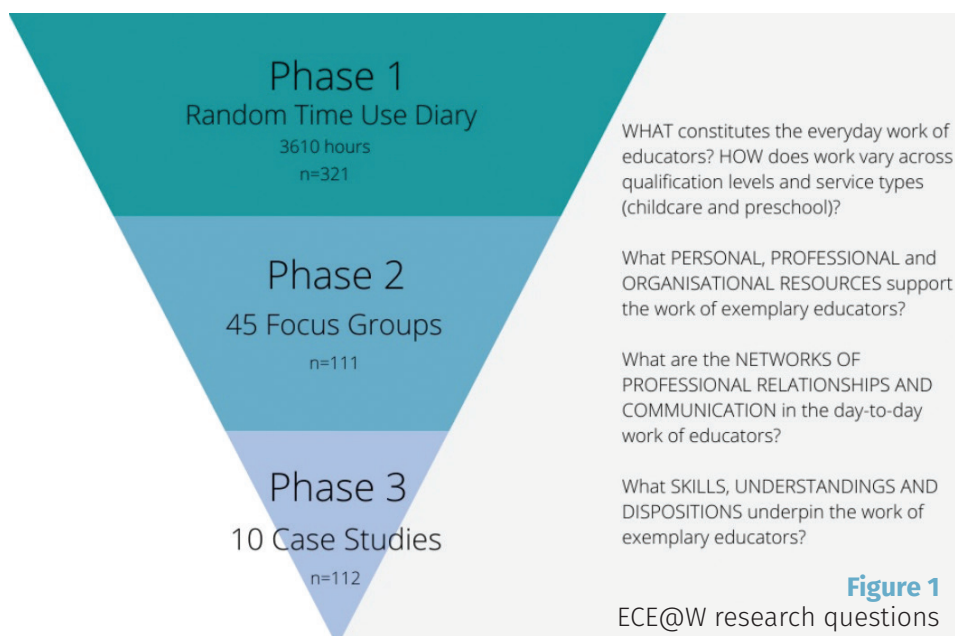 Phase 1
Random Time Use Diary
3610 hours
n=321
Phase 2
45 Focus Groups
n=111
Phase 3
10 Case Studies
n=112
WHAT constitutes the everyday work of
educators? HOW does work vary across
qualification levels and service types
(childcare and preschool)?
What PERSONAL, PROFESSIONAL and
ORGANISATIONAL RESOURCES support
the work of exemplary educators?
What are the NETWORKS OF
PROFESSIONAL RELATIONSHIPS AND
COMMUNICATION in the day-to-day
work of educators?
What SKILLS, UNDERSTANDINGS AND
DISPOSITIONS underpin the work of
exemplary educators?
Figure 1
ECE@W research questions